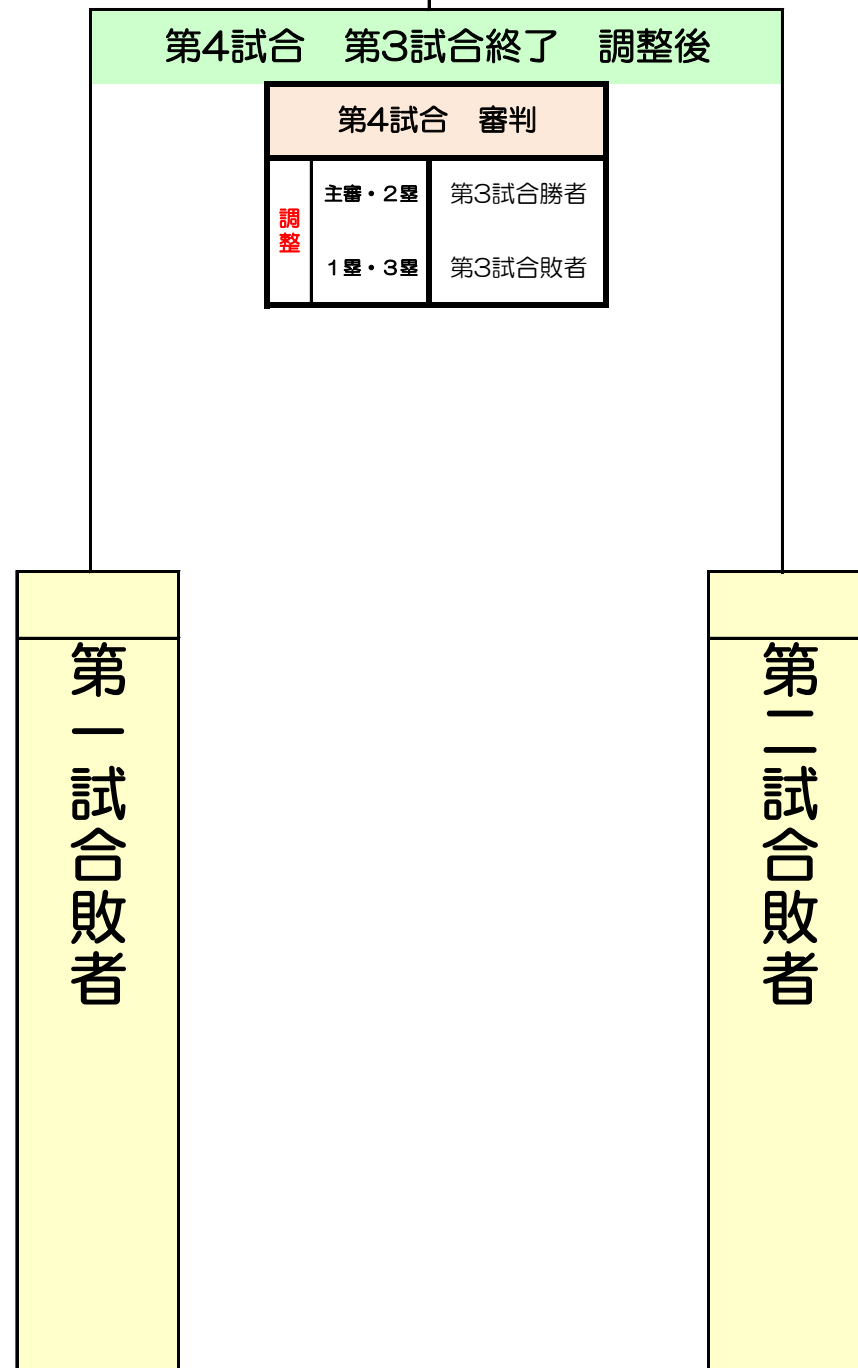 第4試合　第3試合終了　調整後
第4試合　審判
調整
主審・2塁　第3試合勝者
1塁・3塁　第3試合敗者
第一試合敗者
第二試合敗者